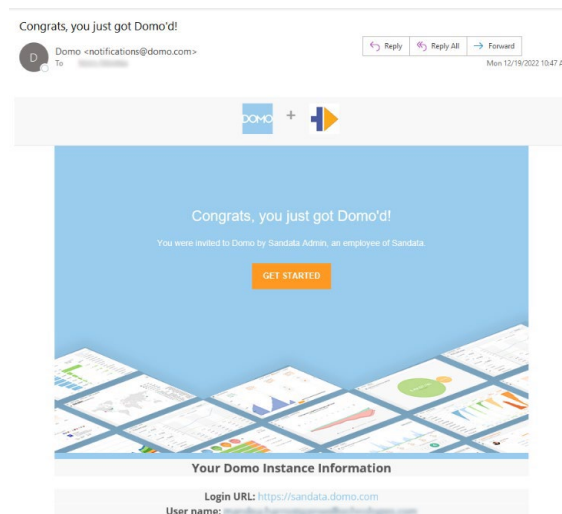 Congrats, you just got Domo'd!
D
Domo <notifications@domo.com>
To
Reply
Reply All
Forward
Mon 12/19/2022 10:47 A
DOMO +
Congrats, you just got Domo'd!
You were invited to Domo by Sandata Admin, an employee of Sandata.
GET STARTED
Your Domo Instance Information
Login URL: https://sandata.domo.com
User name: